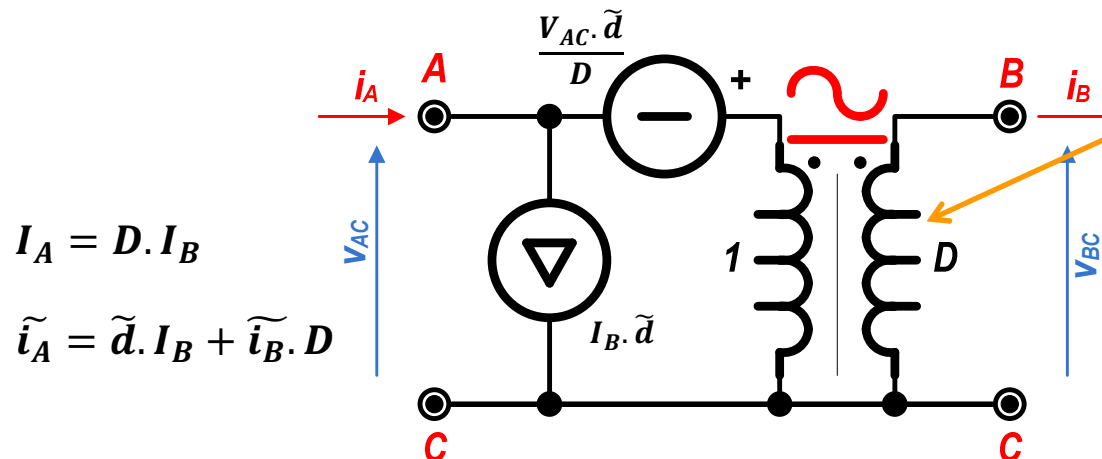 V_AC . d̃
D
A
+
B
i_A
i_B
−
v_AC
I_A = D. I_B
1
D
v_BC
ĩ_A = d̃. I_B + ĩ_B. D
I_B. d̃
C
C